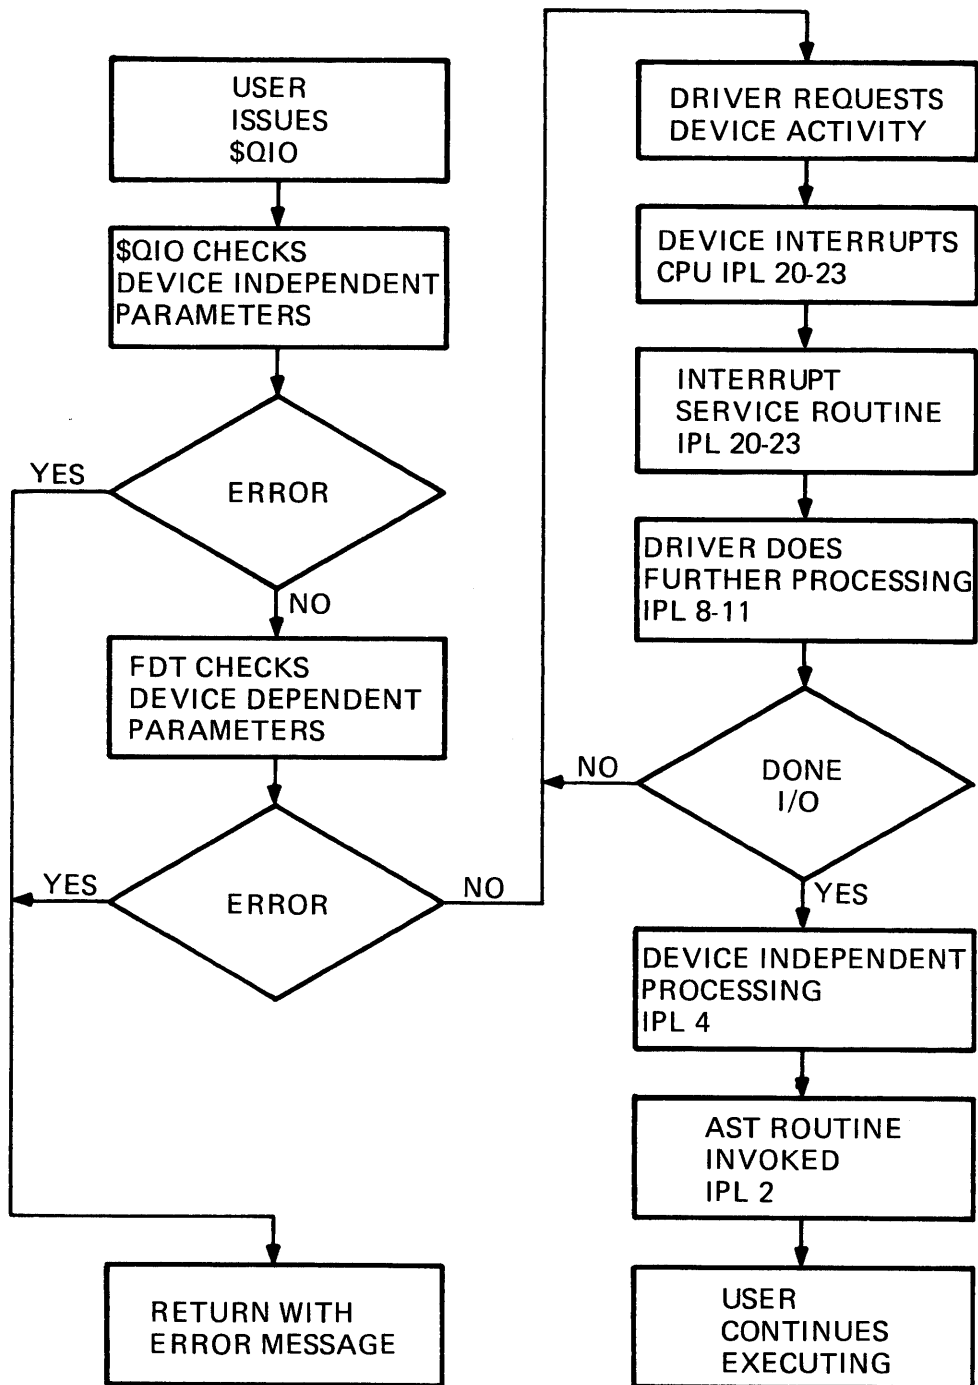 USER
ISSUES
$QIO
$QIO CHECKS
DEVICE INDEPENDENT
PARAMETERS
YES
ERROR
NO
FDT CHECKS
DEVICE DEPENDENT
PARAMETERS
YES
ERROR
NO
RETURN WITH
ERROR MESSAGE
DRIVER REQUESTS
DEVICE ACTIVITY
DEVICE INTERRUPTS
CPU IPL 20-23
INTERRUPT
SERVICE ROUTINE
IPL 20-23
DRIVER DOES
FURTHER PROCESSING
IPL 8-11
NO
DONE
I/O
YES
DEVICE INDEPENDENT
PROCESSING
IPL 4
AST ROUTINE
INVOKED
IPL 2
USER
CONTINUES
EXECUTING